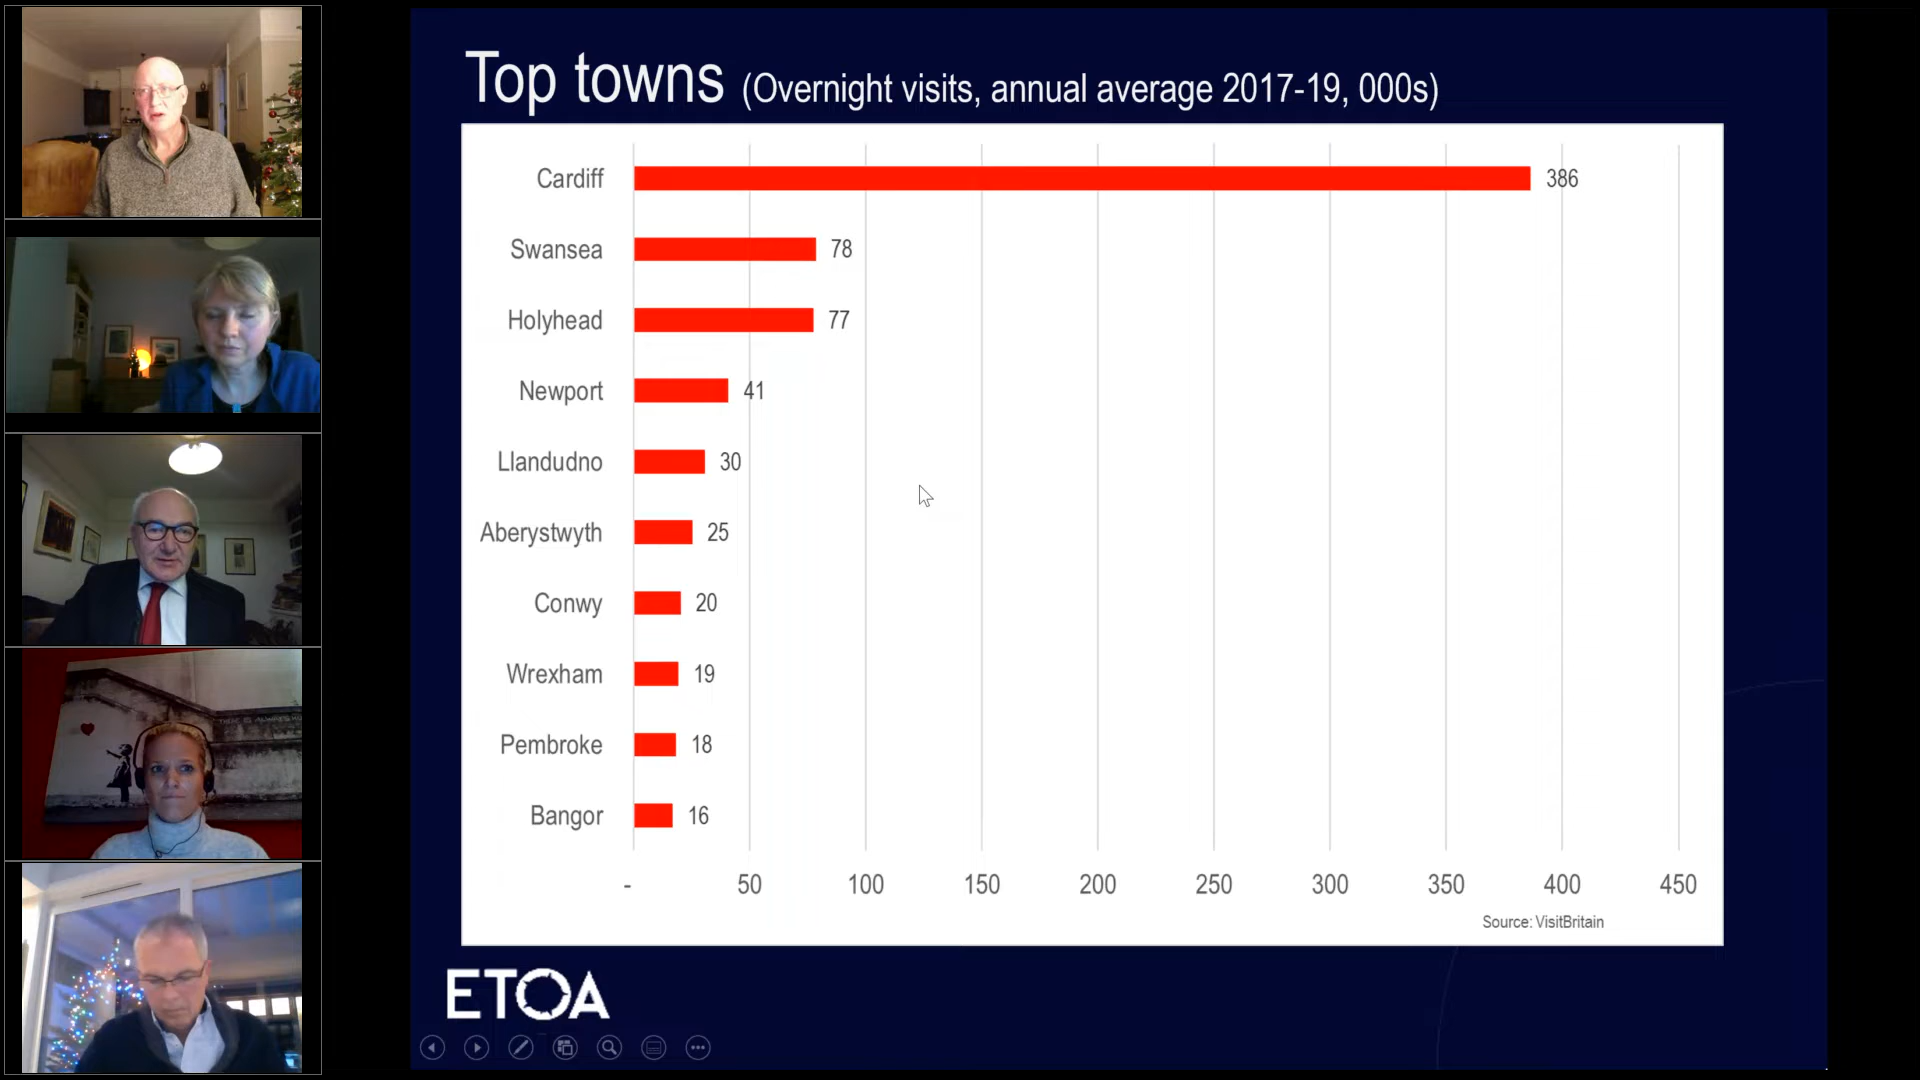 Top towns (Overnight visits, annual average 2017-19, 000s)
Cardiff 386
Swansea 78
Holyhead 77
Newport 41
Llandudno 30
Aberystwyth 25
Conwy 20
Wrexham 19
Pembroke 18
Bangor 16
- 50 100 150 200 250 300 350 400 450
Source: VisitBritain
ETOA